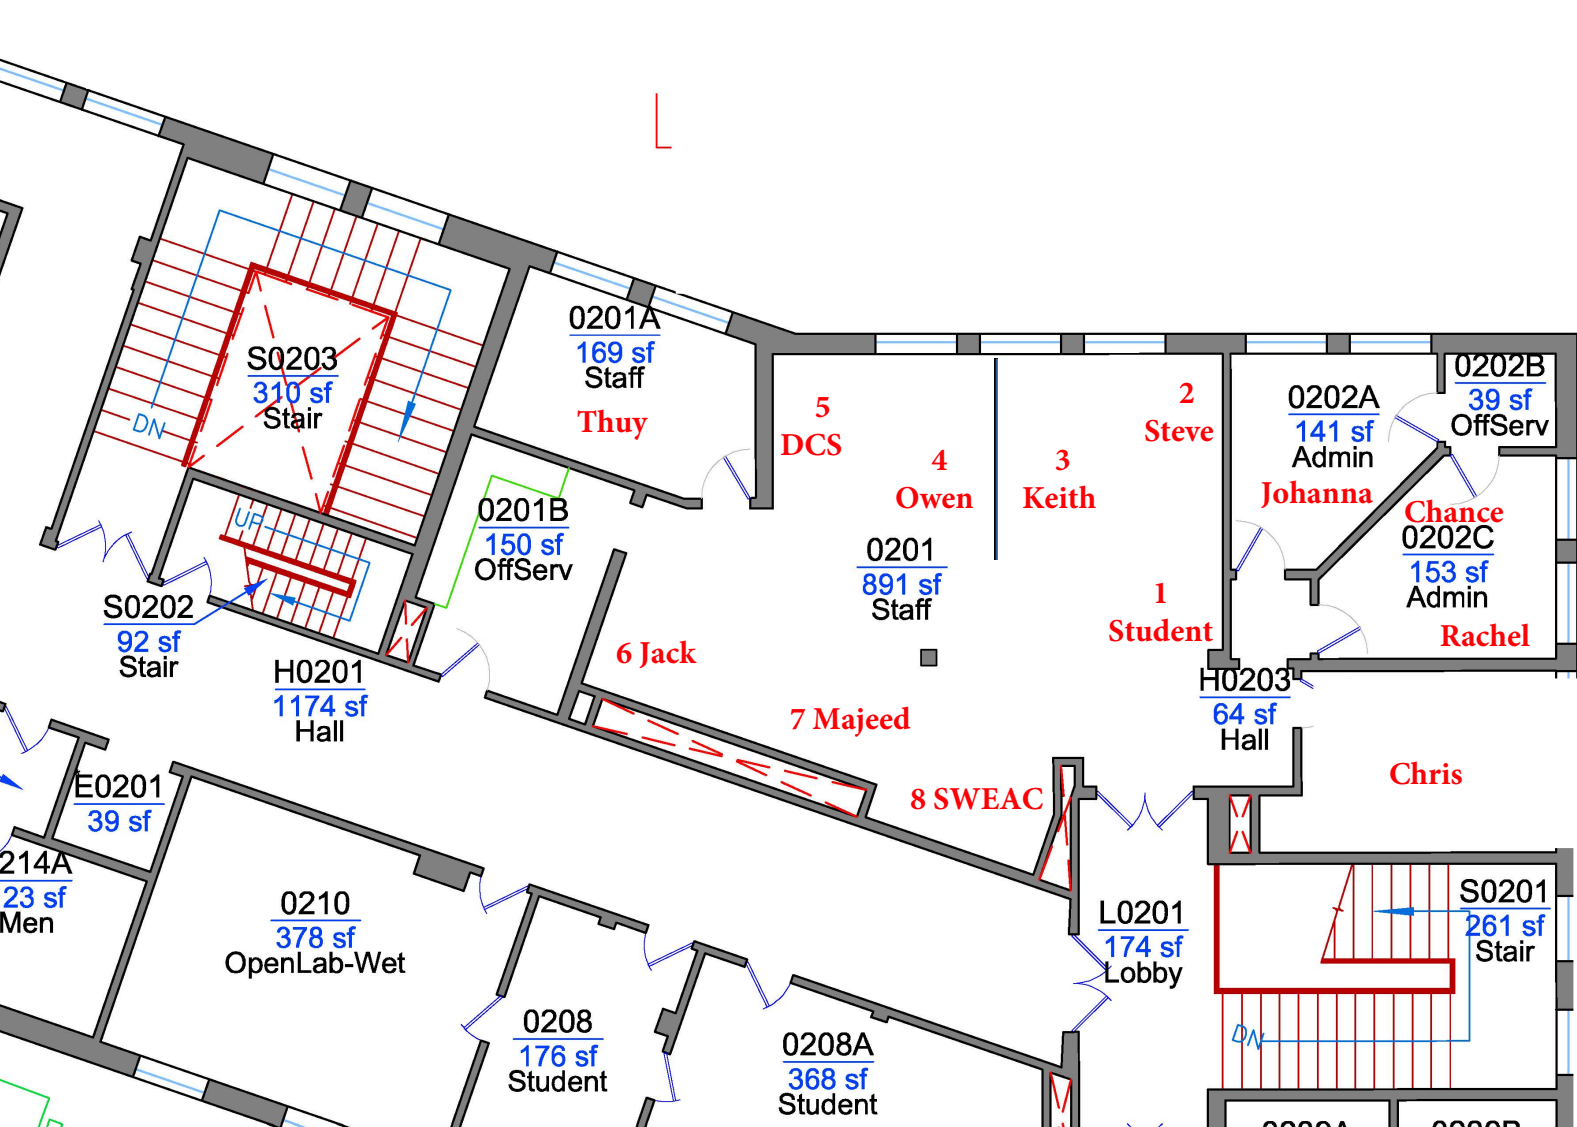 0201A
169 sf
Staff
Thuy
S0203
310 sf
Stair
DN
5
DCS
4
Owen
3
Keith
2
Steve
0202A
141 sf
Admin
Johanna
0202B
39 sf
OffServ
Chance
0202C
153 sf
Admin
Rachel
0201B
150 sf
OffServ
UP
0201
891 sf
Staff
1
Student
S0202
92 sf
Stair
H0201
1174 sf
Hall
6 Jack
7 Majeed
8 SWEAC
H0203
64 sf
Hall
Chris
E0201
39 sf
214A
23 sf
Men
0210
378 sf
OpenLab-Wet
L0201
174 sf
Lobby
S0201
261 sf
Stair
DN
0208
176 sf
Student
0208A
368 sf
Student